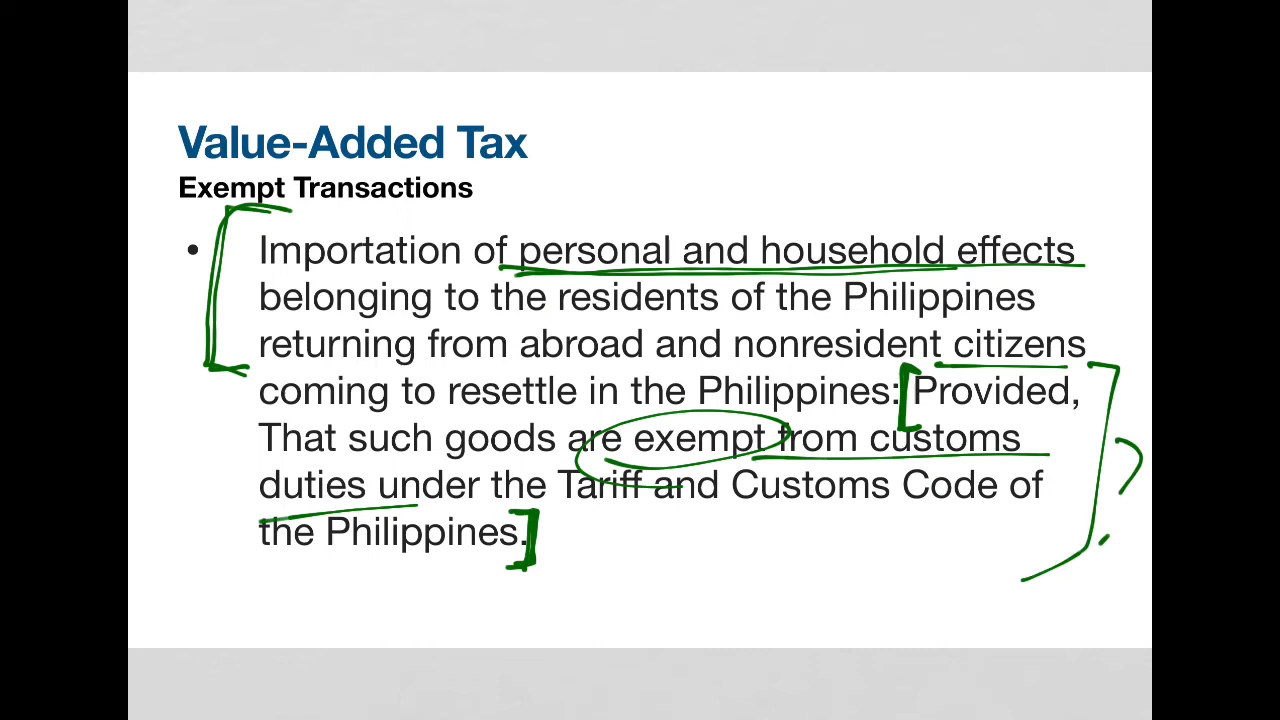 Value-Added Tax
Exempt Transactions
• Importation of personal and household effects
belonging to the residents of the Philippines
returning from abroad and nonresident citizens
coming to resettle in the Philippines: [Provided,
That such goods are exempt from customs
duties under the Tariff and Customs Code of
the Philippines.]
?